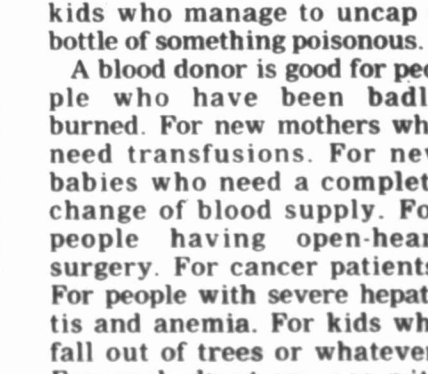 kids who manage to uncap
bottle of something poisonous.
A blood donor is good for peo
ple who have been badl
burned. For new mothers wh
need transfusions. For new
babies who need a complet
change of blood supply. Fo
people having open-hear
surgery. For cancer patients
For people with severe hepat
tis and anemia. For kids wh
fall out of trees or whatever